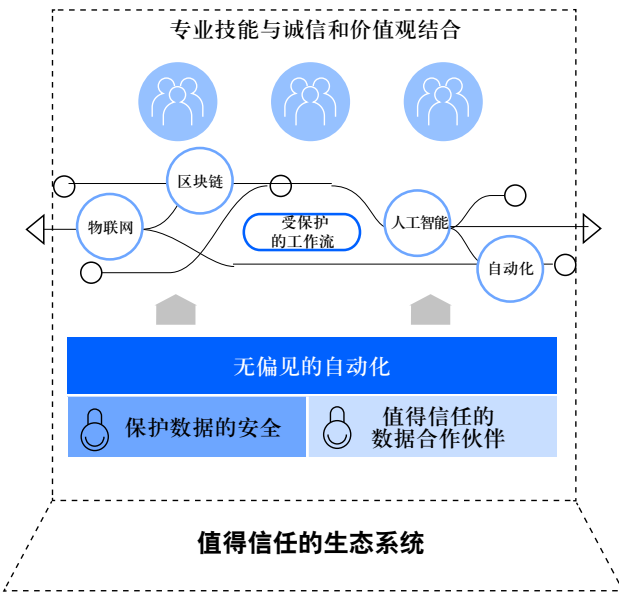 专业技能与诚信和价值观结合
区块链
物联网
受保护
的工作流
人工智能
自动化
无偏见的自动化
保护数据的安全
值得信任的
数据合作伙伴
值得信任的生态系统